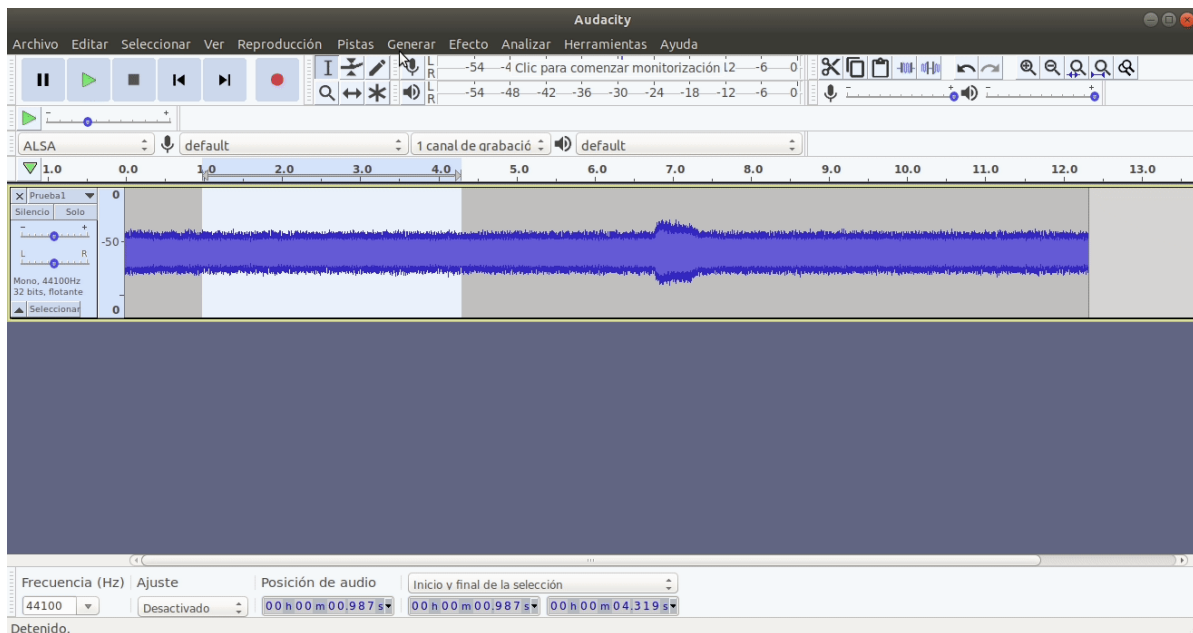 Audacity
Archivo Editar Seleccionar Ver Reproducción Pistas Generar Efecto Analizar Herramientas Ayuda
L
R
-54 -4 Clic para comenzar monitorización 12 -6 0
L
R
-54 -48 -42 -36 -30 -24 -18 -12 -6 0
- +
- +
- +
ALSA default 1 canal de grabació default
1.0 0.0 1.0 2.0 3.0 4.0 5.0 6.0 7.0 8.0 9.0 10.0 11.0 12.0 13.0
X Prueba1
Silencio Solo
- +
L R
Mono, 44100Hz
32 bits, flotante
Seleccionar
0
-50
0
Frecuencia (Hz) Ajuste Posición de audio Inicio y final de la selección
44100 Desactivado 00 h 00 m 00.987 s 00 h 00 m 00.987 s 00 h 00 m 04.319 s
Detenido.